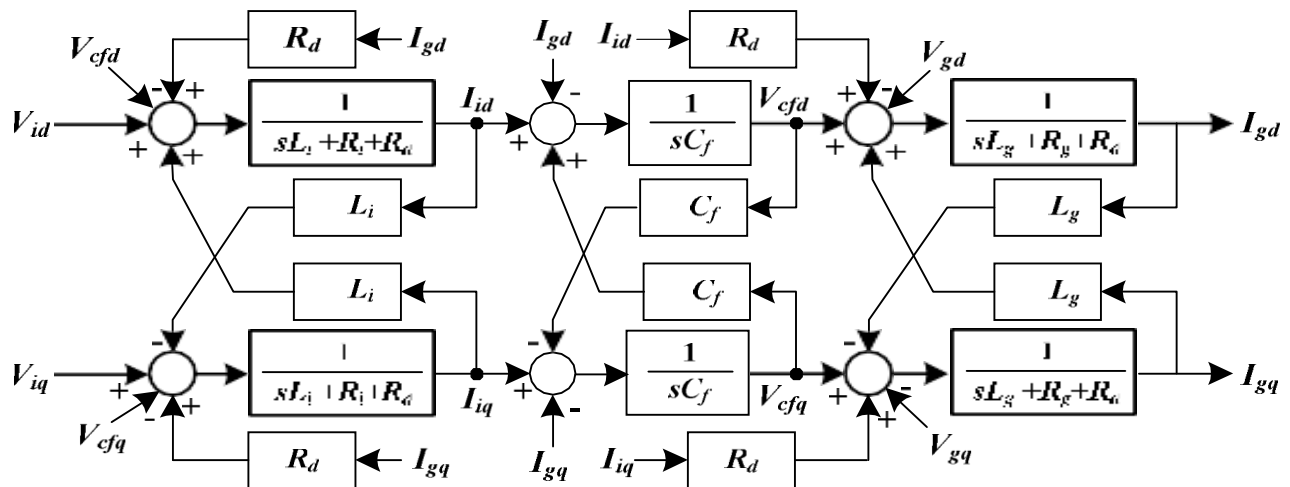 R_d I_gd I_gd I_id R_d
V_cfd V_gd
- + - + -
V_id + + 1 / sL_i+R_i+R_d I_id + + 1 / sC_f V_cfd + + 1 / sL_g+R_g+R_d I_gd
L_i C_f L_g
L_i C_f L_g
- - -
V_iq + + - 1 / sL_i+R_i+R_d I_iq + - 1 / sC_f V_cfq + + - 1 / sL_g+R_g+R_d I_gq
V_cfq V_gq
R_d I_gq I_gq I_iq R_d